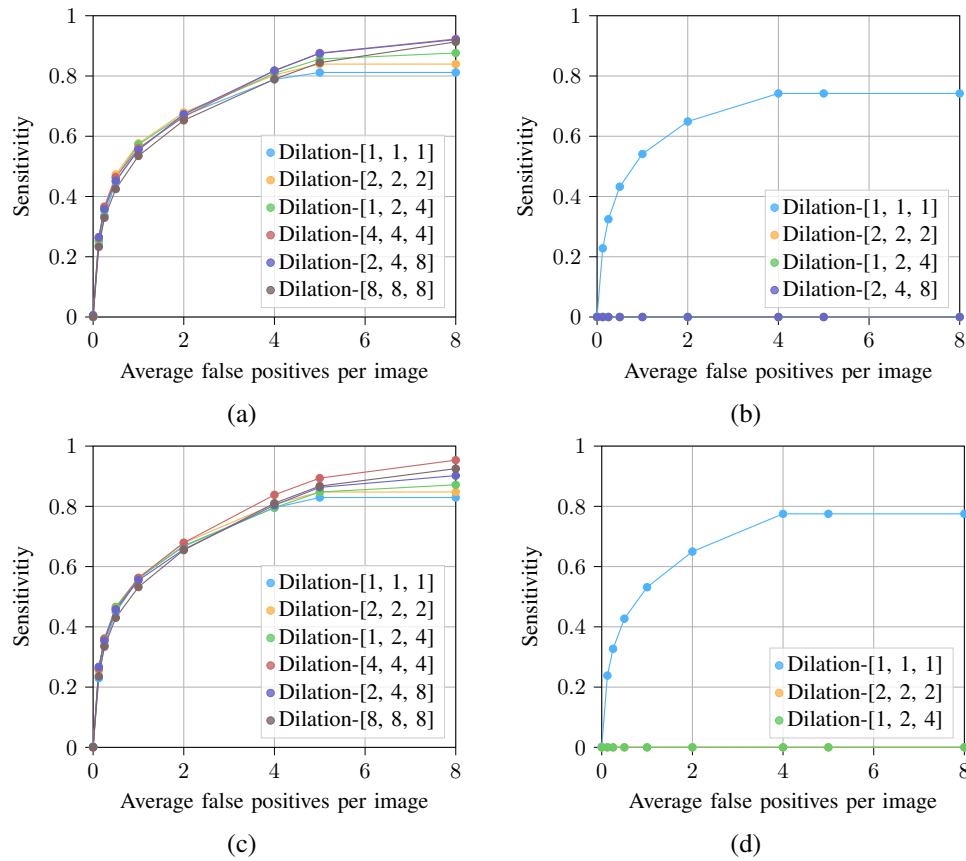 1
0.8
0.6
0.4
0.2
0
Sensitivitiy
Dilation-[1, 1, 1]
Dilation-[2, 2, 2]
Dilation-[1, 2, 4]
Dilation-[4, 4, 4]
Dilation-[2, 4, 8]
Dilation-[8, 8, 8]
0 2 4 6 8
Average false positives per image
(a)
1
0.8
0.6
0.4
0.2
0
Sensitivitiy
Dilation-[1, 1, 1]
Dilation-[2, 2, 2]
Dilation-[1, 2, 4]
Dilation-[2, 4, 8]
0 2 4 6 8
Average false positives per image
(b)
1
0.8
0.6
0.4
0.2
0
Sensitivitiy
Dilation-[1, 1, 1]
Dilation-[2, 2, 2]
Dilation-[1, 2, 4]
Dilation-[4, 4, 4]
Dilation-[2, 4, 8]
Dilation-[8, 8, 8]
0 2 4 6 8
Average false positives per image
(c)
1
0.8
0.6
0.4
0.2
0
Sensitivitiy
Dilation-[1, 1, 1]
Dilation-[2, 2, 2]
Dilation-[1, 2, 4]
0 2 4 6 8
Average false positives per image
(d)